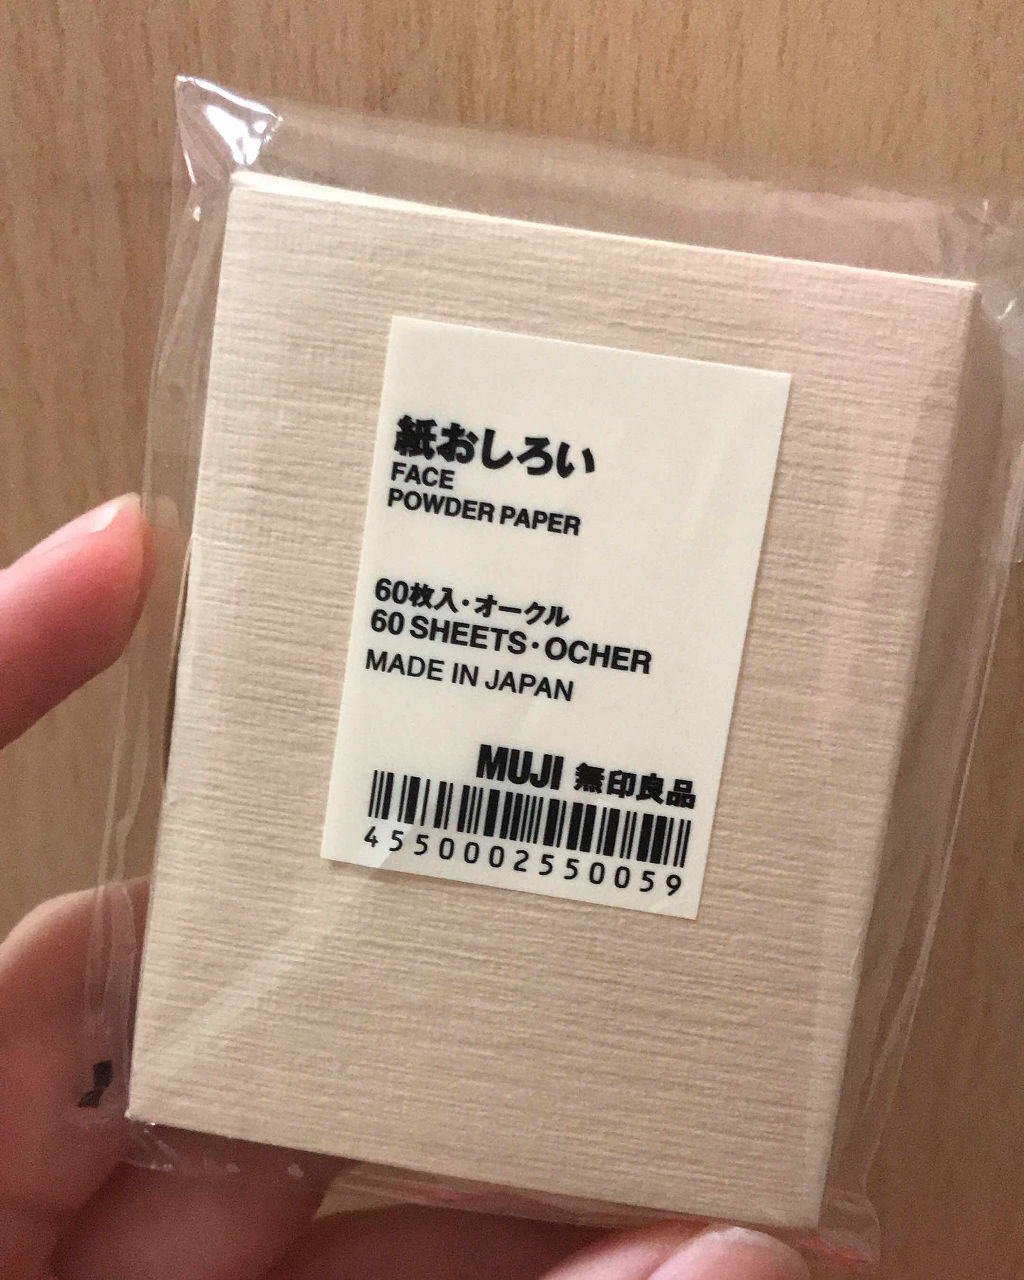 紙おしろい
FACE
POWDER PAPER
60枚入・オークル
60 SHEETS・OCHER
MADE IN JAPAN
MUJI 無印良品
4550002550059